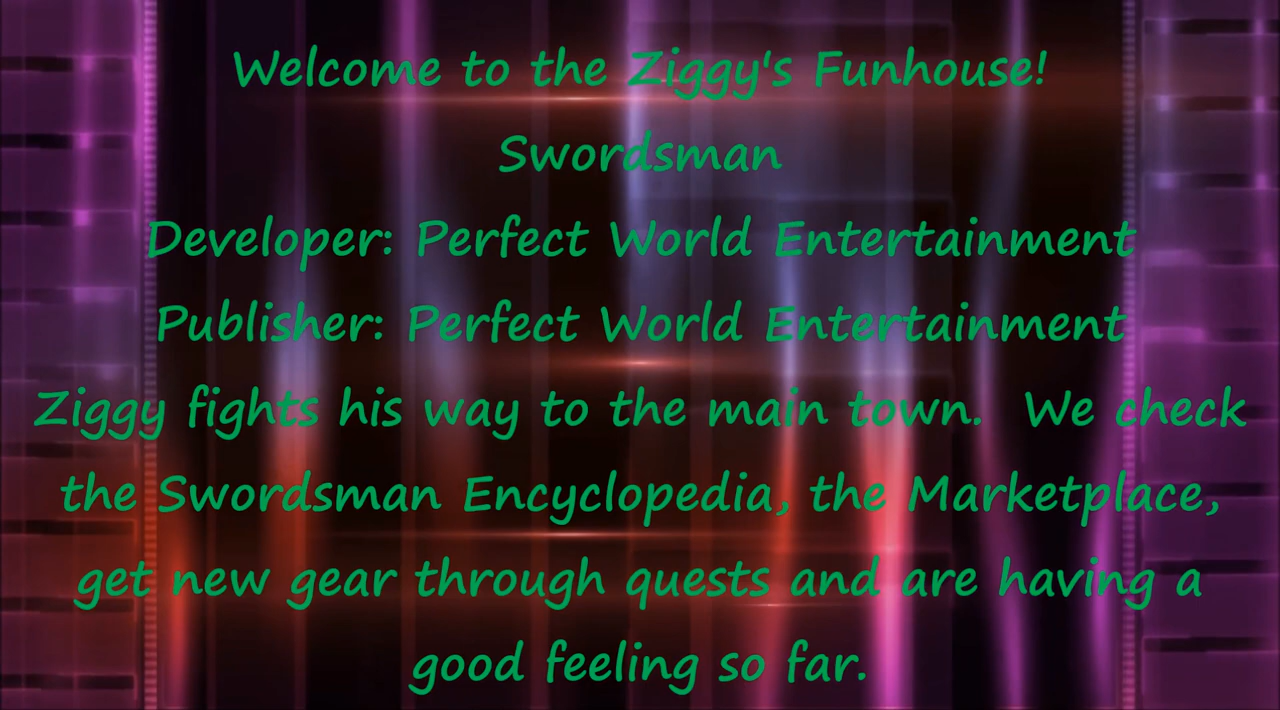 Welcome to the Ziggy's Funhouse!
Swordsman
Developer: Perfect World Entertainment
Publisher: Perfect World Entertainment
Ziggy fights his way to the main town.  We check
the Swordsman Encyclopedia, the Marketplace,
get new gear through quests and are having a
good feeling so far.